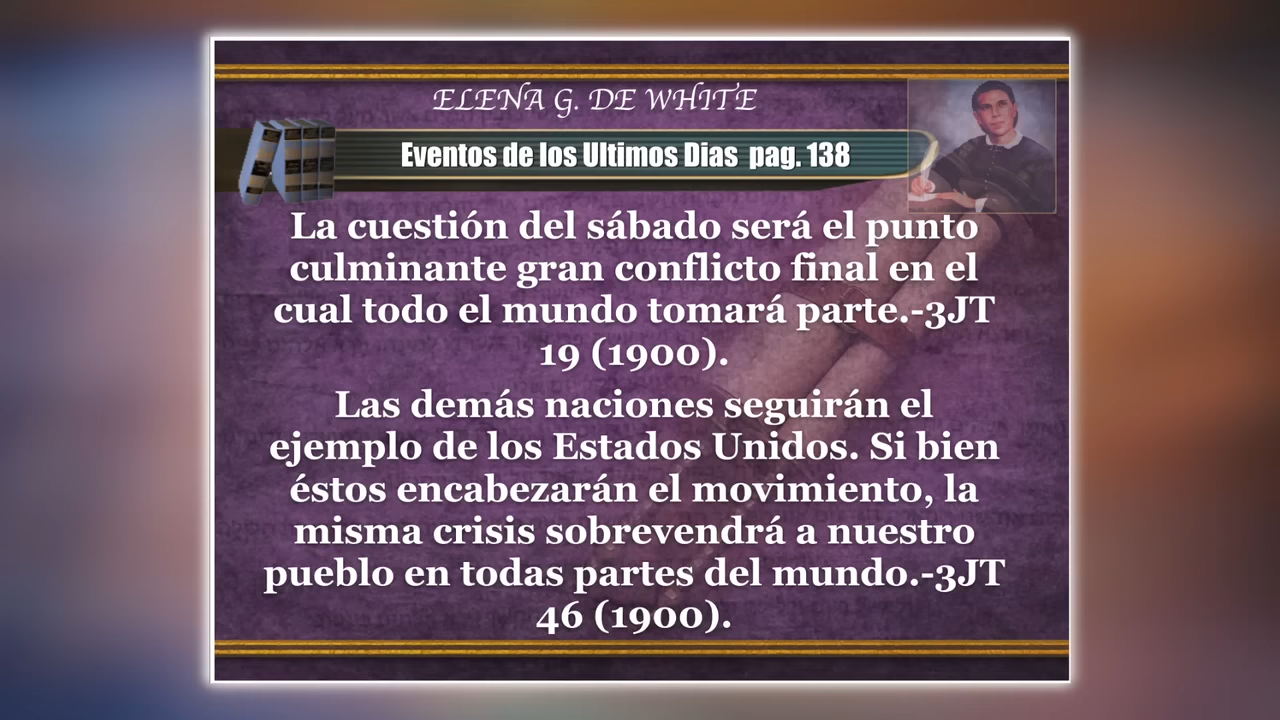 ELENA G. DE WHITE
Eventos de los Ultimos Dias pag. 138
La cuestión del sábado será el punto
culminante gran conflicto final en el
cual todo el mundo tomará parte.-3JT
19 (1900).
Las demás naciones seguirán el
ejemplo de los Estados Unidos. Si bien
éstos encabezarán el movimiento, la
misma crisis sobrevendrá a nuestro
pueblo en todas partes del mundo.-3JT
46 (1900).